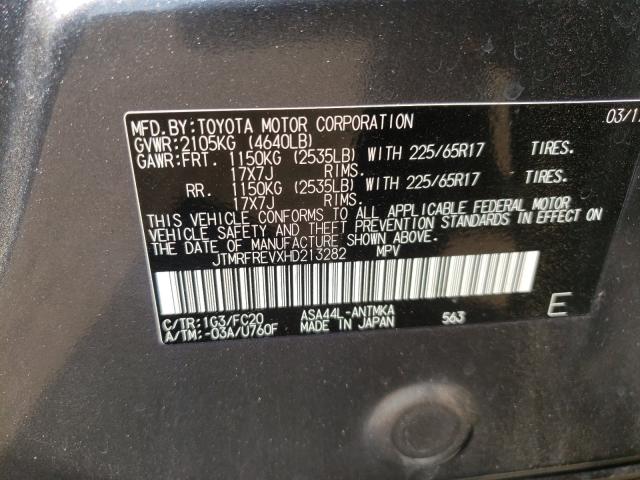 MFD.BY:TOYOTA MOTOR CORPORATION 03/1
GVWR:2105KG (4640LB)
GAWR:FRT. 1150KG (2535LB) WITH 225/65R17 TIRES.
17X7J RIMS.
RR. 1150KG (2535LB) WITH 225/65R17 TIRES.
17X7J RIMS.
THIS VEHICLE CONFORMS TO ALL APPLICABLE FEDERAL MOTOR
VEHICLE SAFETY AND THEFT PREVENTION STANDARDS IN EFFECT ON
THE DATE OF MANUFACTURE SHOWN ABOVE.
JTMRFREVXHD213282 MPV
C/TR:1G3/FC20 ASA44L-ANTMKA 563 E
A/TM:-03A/U760F MADE IN JAPAN